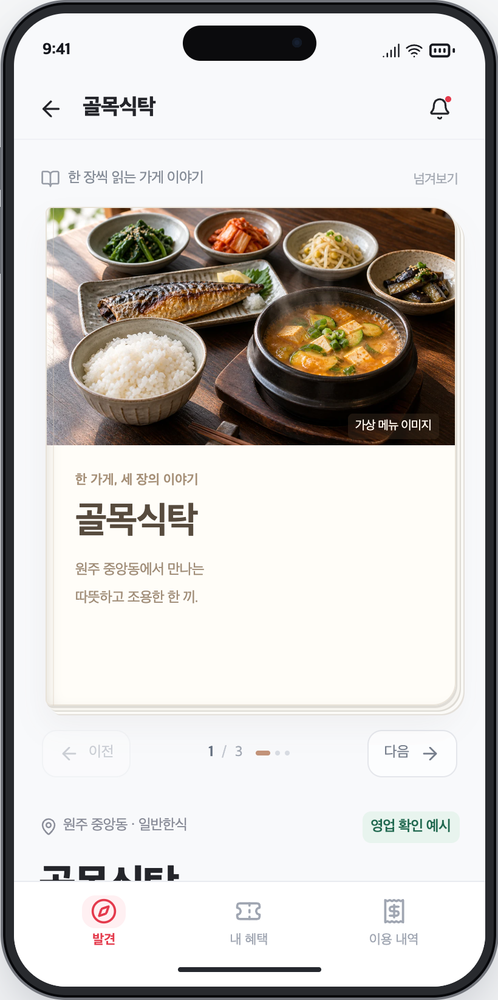 9:41
골목식탁
한 장씩 읽는 가게 이야기
넘겨보기
가상 메뉴 이미지
한 가게, 세 장의 이야기
골목식탁
원주 중앙동에서 만나는
따뜻하고 조용한 한 끼.
이전
1 / 3
다음
원주 중앙동 · 일반한식
영업 확인 예시
골목식탁
발견
내 혜택
이용 내역